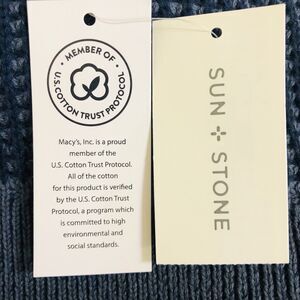 MEMBER OF
U.S. COTTON TRUST PROTOCOL
Macy's, Inc. is a proud
member of the
U.S. Cotton Trust Protocol.
All of the cotton
for this product is verified
by the U.S. Cotton Trust
Protocol, a program which
is committed to high
environmental and
social standards.
SUN + STONE